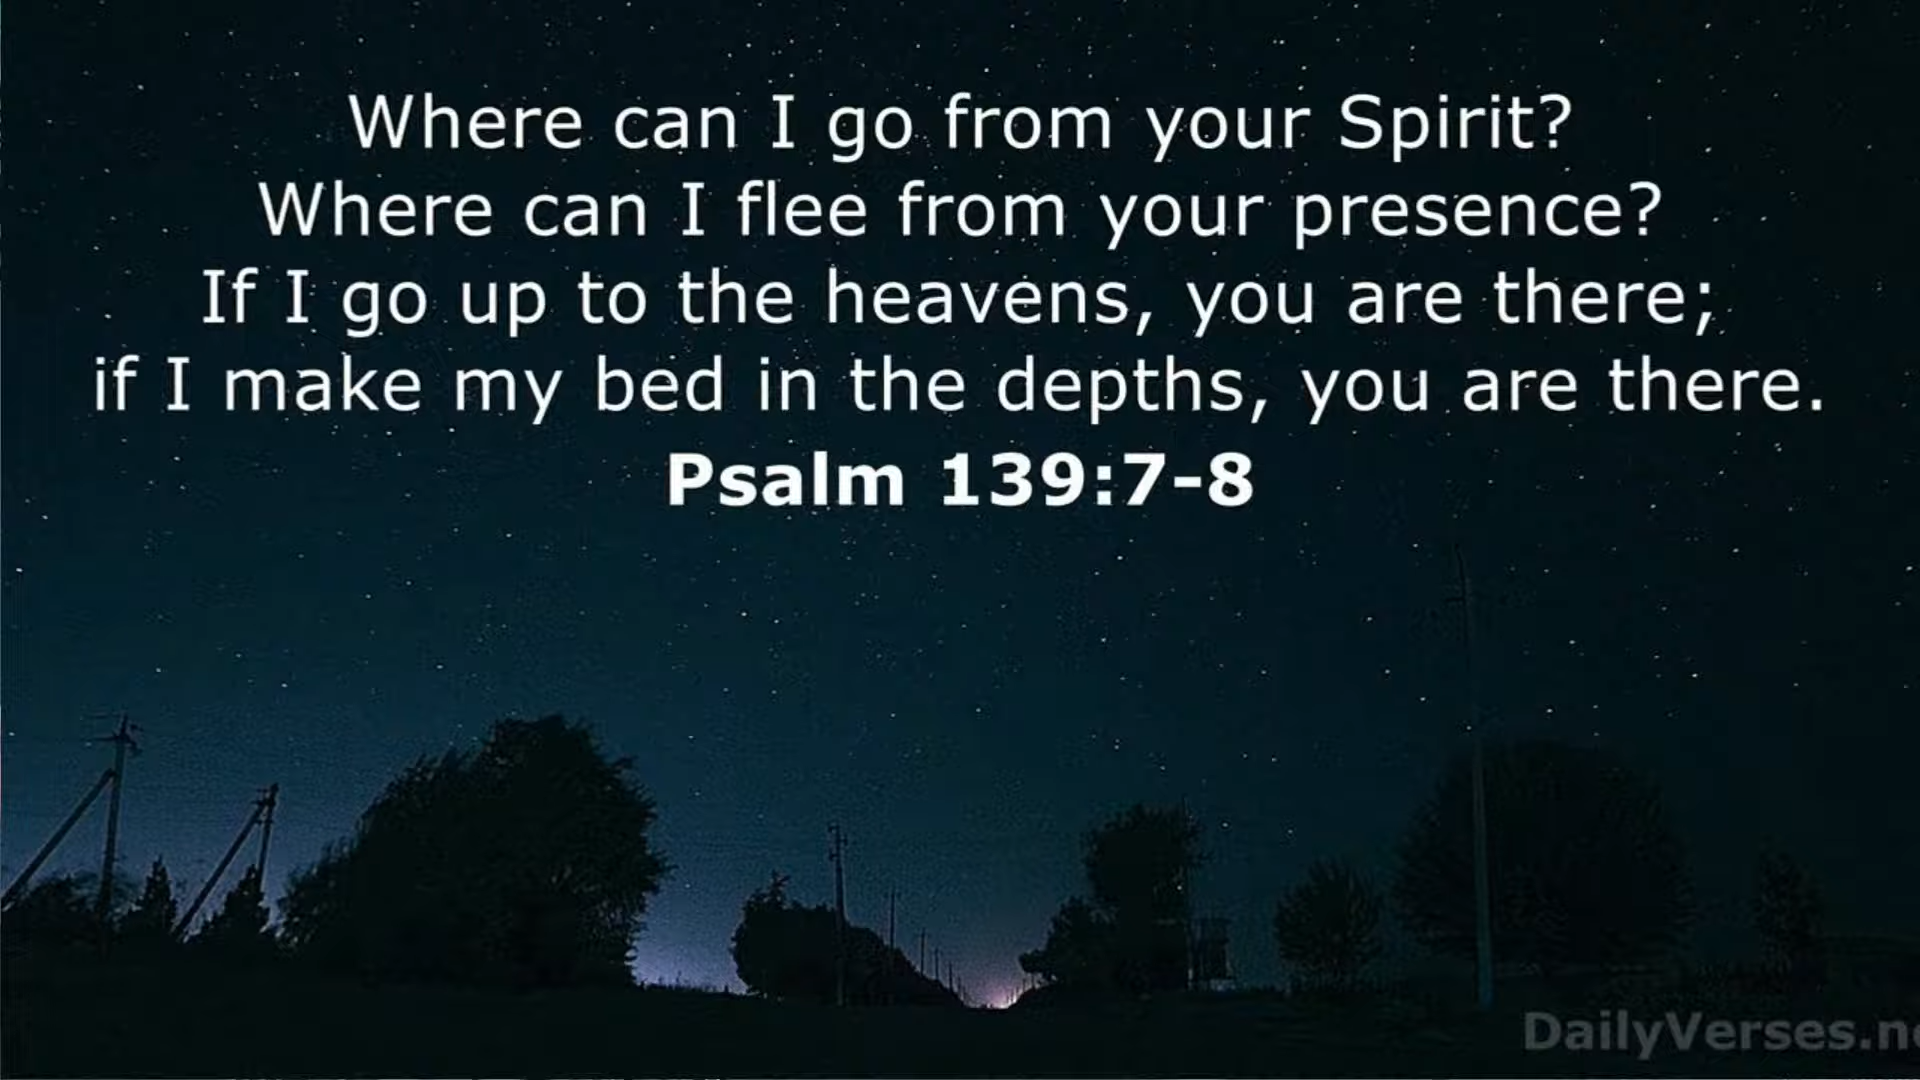 Where can I go from your Spirit?
Where can I flee from your presence?
If I go up to the heavens, you are there;
if I make my bed in the depths, you are there.
Psalm 139:7-8
DailyVerses.ne